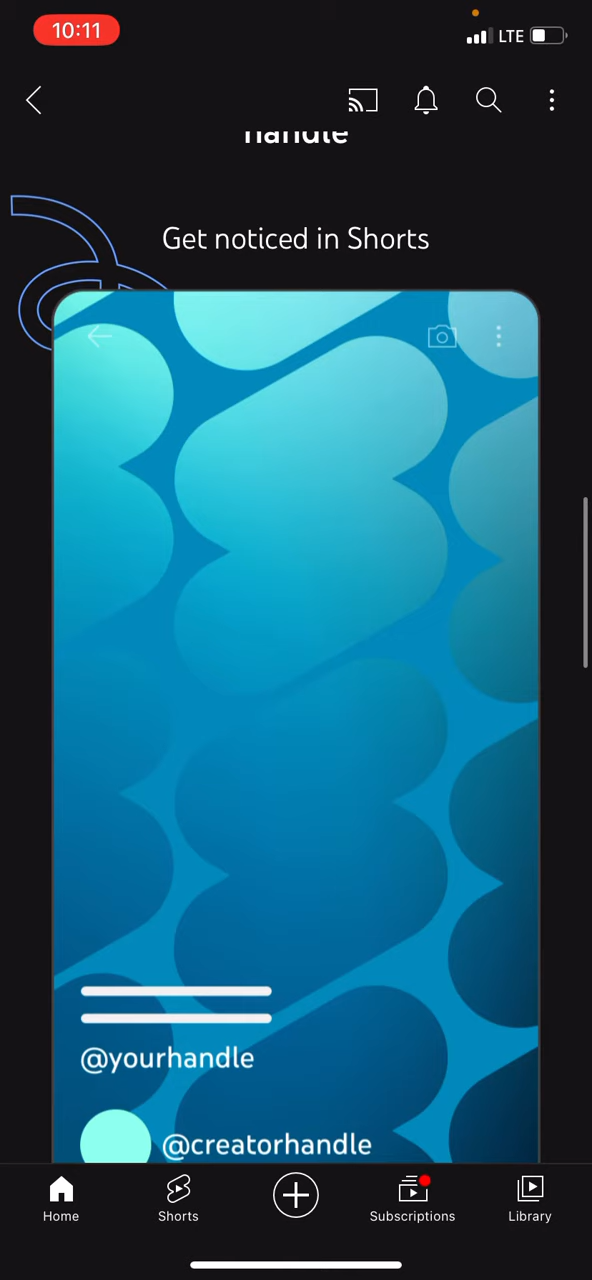 10:11
LTE
handle
Get noticed in Shorts
@yourhandle
@creatorhandle
Home
Shorts
Subscriptions
Library